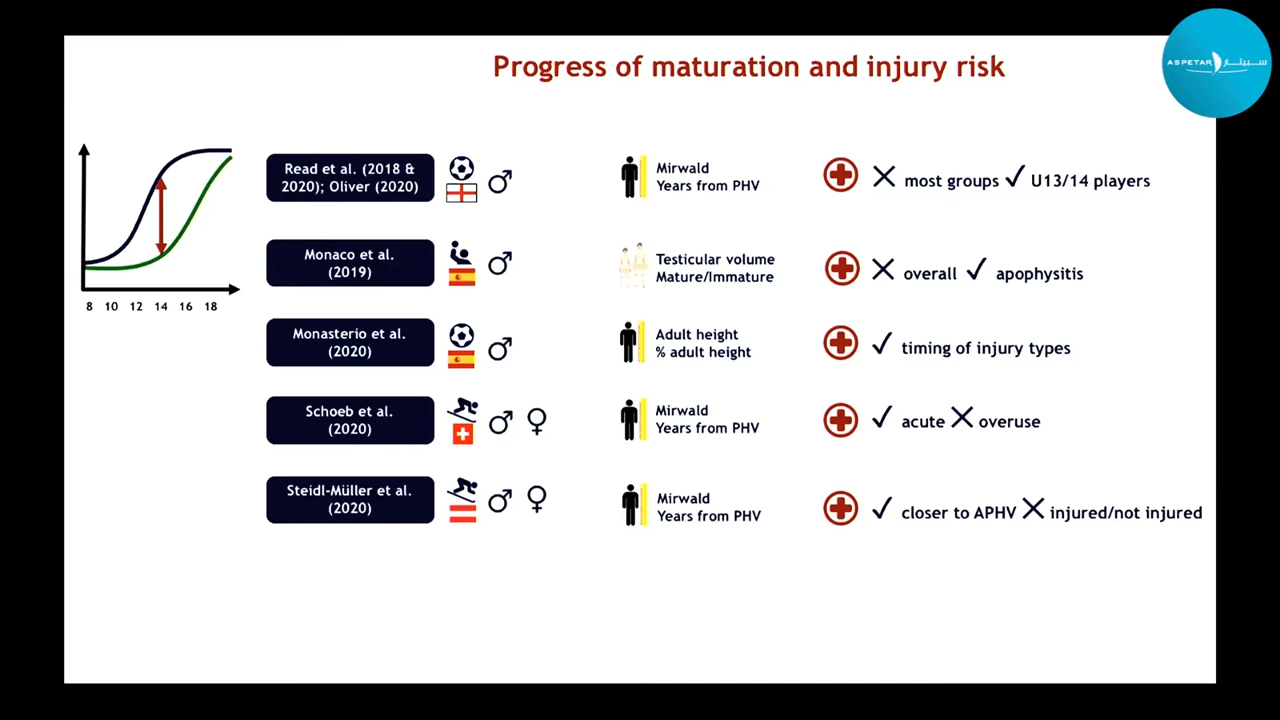 Progress of maturation and injury risk
ASPETAR سبيتار
8 10 12 14 16 18
Read et al. (2018 &
2020); Oliver (2020)
Mirwald
Years from PHV
most groups ✓ U13/14 players
Monaco et al.
(2019)
Testicular volume
Mature/Immature
overall ✓ apophysitis
Monasterio et al.
(2020)
Adult height
% adult height
✓ timing of injury types
Schoeb et al.
(2020)
Mirwald
Years from PHV
✓ acute ✕ overuse
Steidl-Müller et al.
(2020)
Mirwald
Years from PHV
✓ closer to APHV ✕ injured/not injured